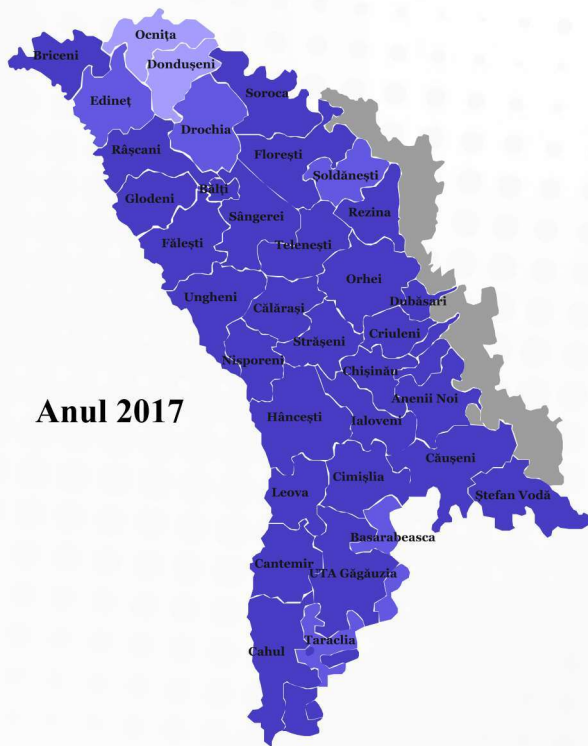 Ocnița
Briceni
Dondușeni
Edineț
Soroca
Drochia
Râșcani
Florești
Șoldănești
Glodeni
Bălți
Sângerei
Rezina
Fălești
Telenești
Orhei
Ungheni
Dubăsari
Călărași
Criuleni
Strășeni
Nisporeni
Chișinău
Anenii Noi
Anul 2017
Hâncești
Ialoveni
Căușeni
Cimișlia
Leova
Ștefan Vodă
Basarabeasca
Cantemir
UTA Găgăuzia
Taraclia
Cahul